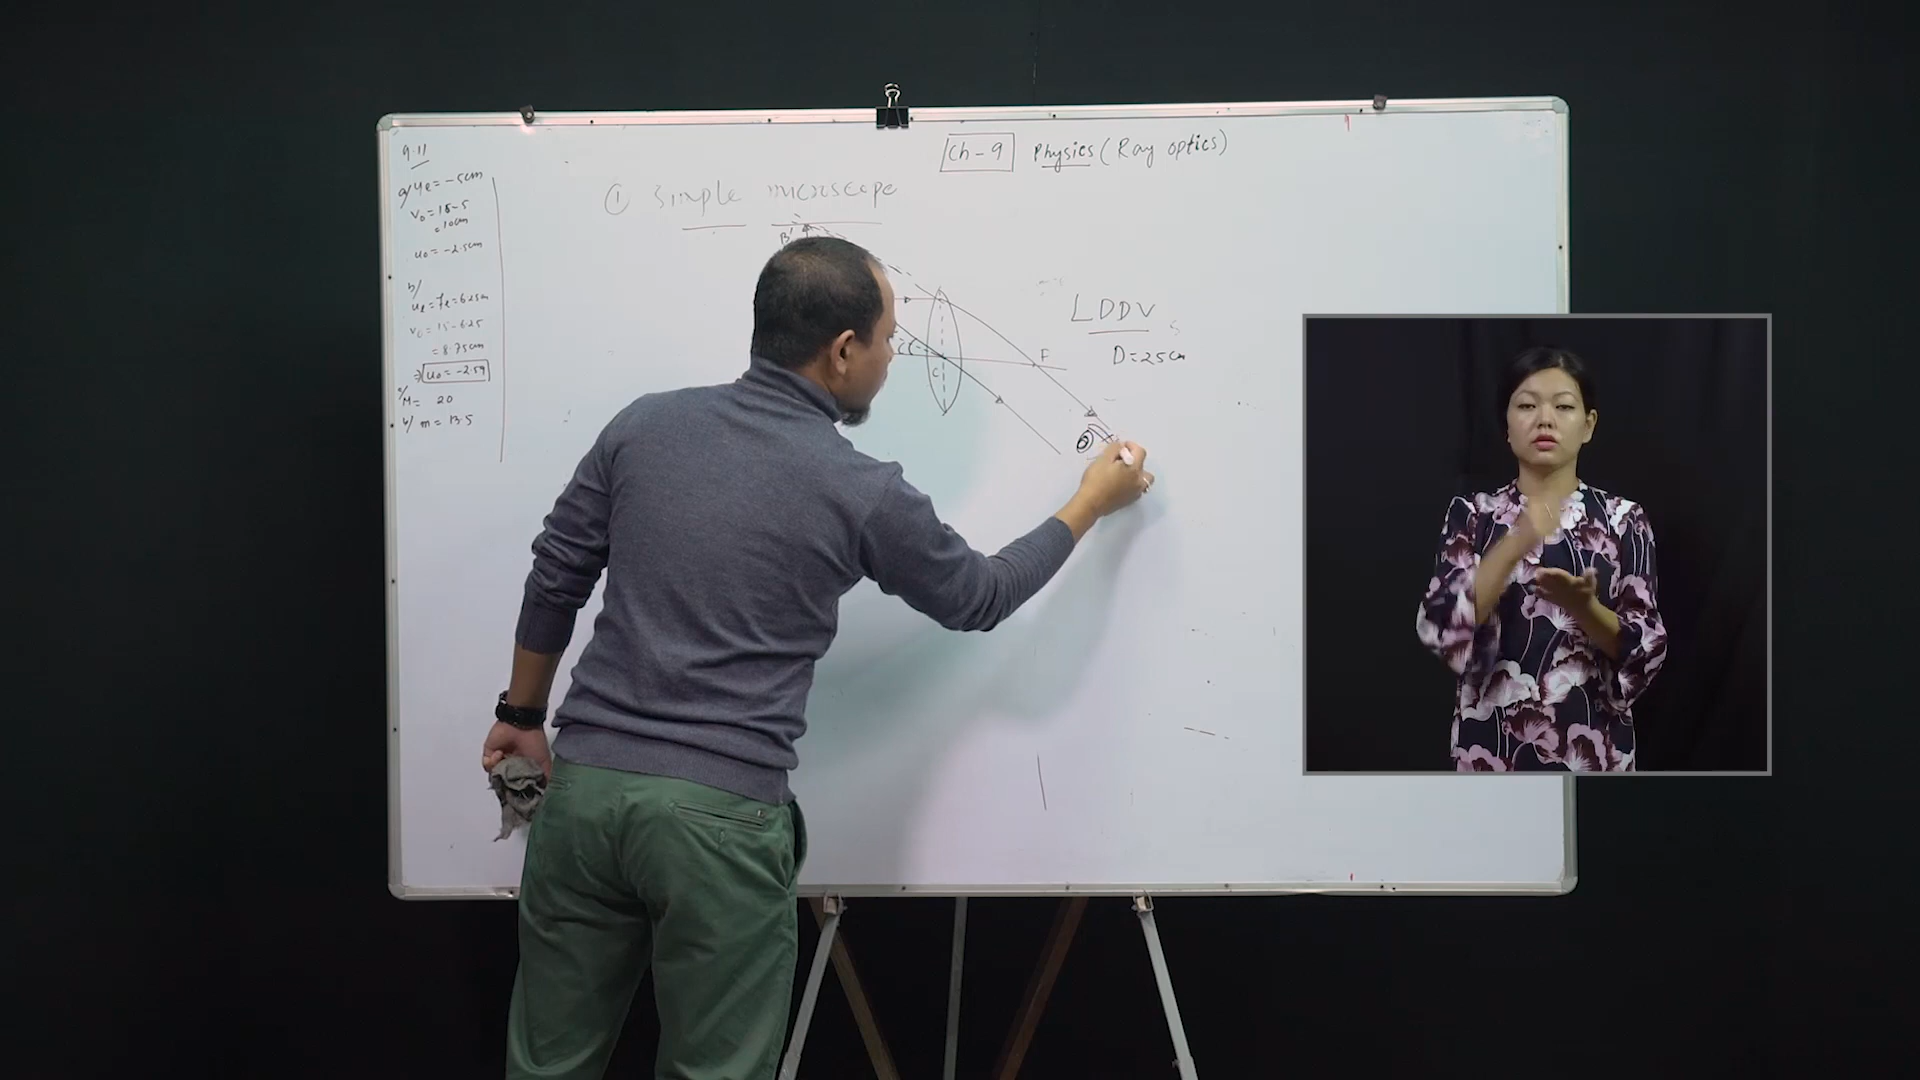 Ch-9 Physics (Ray optics)
9.11
a) ue = -5cm
v0 = 15-5
= 10cm
u0 = -2.5cm
b)
ue = fe = 6.25cm
v0 = 15-6.25
= 8.75cm
⇒ u0 = -2.59
a) M = 20
b) m = 13.5
① Simple microscope
B'
C
F
LDDV
D = 25cm